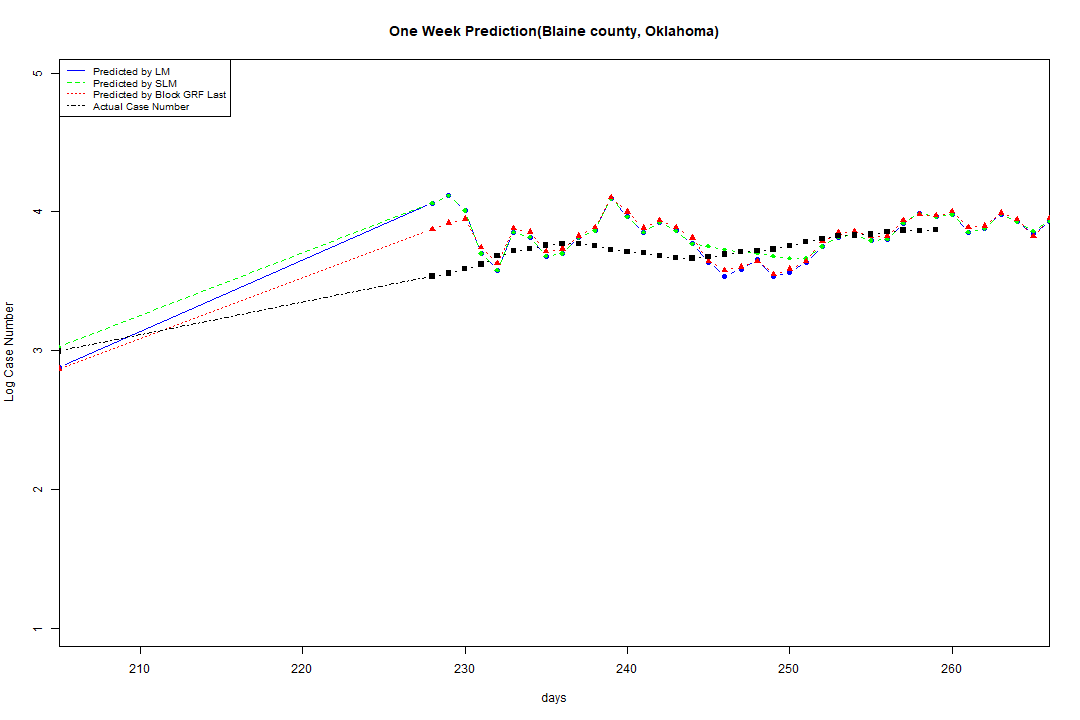 One Week Prediction(Blaine county, Oklahoma)
Predicted by LM
Predicted by SLM
Predicted by Block GRF Last
Actual Case Number
5
4
3
2
1
Log Case Number
210 220 230 240 250 260
days